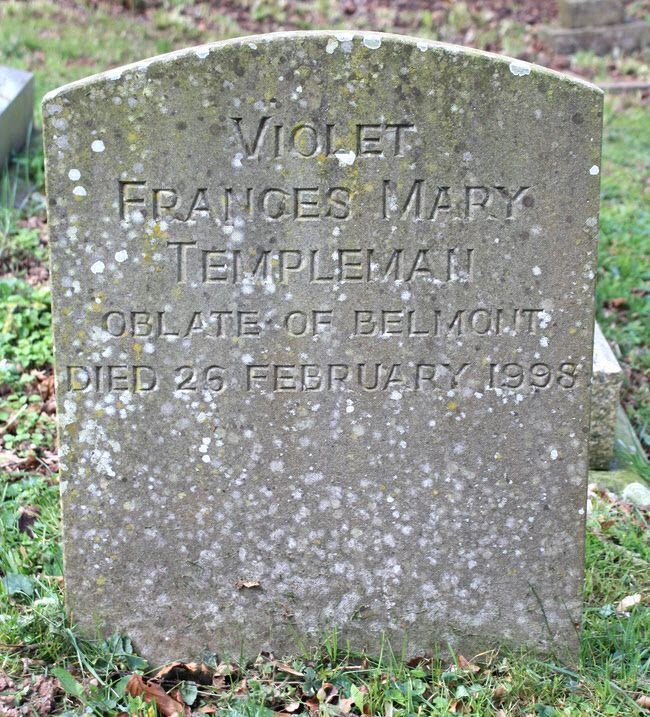 VIOLET
FRANCES MARY
TEMPLEMAN
OBLATE OF BELMONT
DIED 26 FEBRUARY 1998